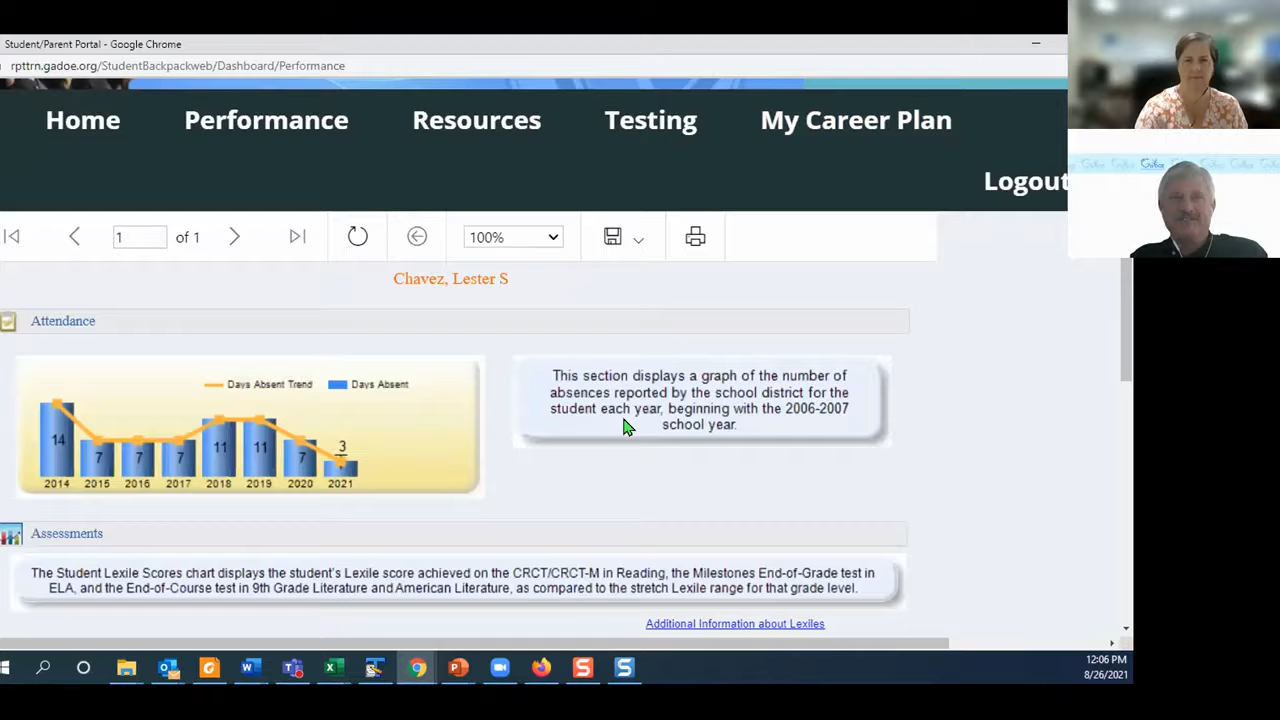 Student/Parent Portal - Google Chrome
rpttrn.gadoe.org/StudentBackpackweb/Dashboard/Performance
Home Performance Resources Testing My Career Plan
Logout
1 of 1 100%
Chavez, Lester S
Attendance
Days Absent Trend Days Absent
14 7 7 7 11 11 7 3
2014 2015 2016 2017 2018 2019 2020 2021
This section displays a graph of the number of
absences reported by the school district for the
student each year, beginning with the 2006-2007
school year.
Assessments
The Student Lexile Scores chart displays the student's Lexile score achieved on the CRCT/CRCT-M in Reading, the Milestones End-of-Grade test in
ELA, and the End-of-Course test in 9th Grade Literature and American Literature, as compared to the stretch Lexile range for that grade level.
Additional Information about Lexiles
12:06 PM
8/26/2021